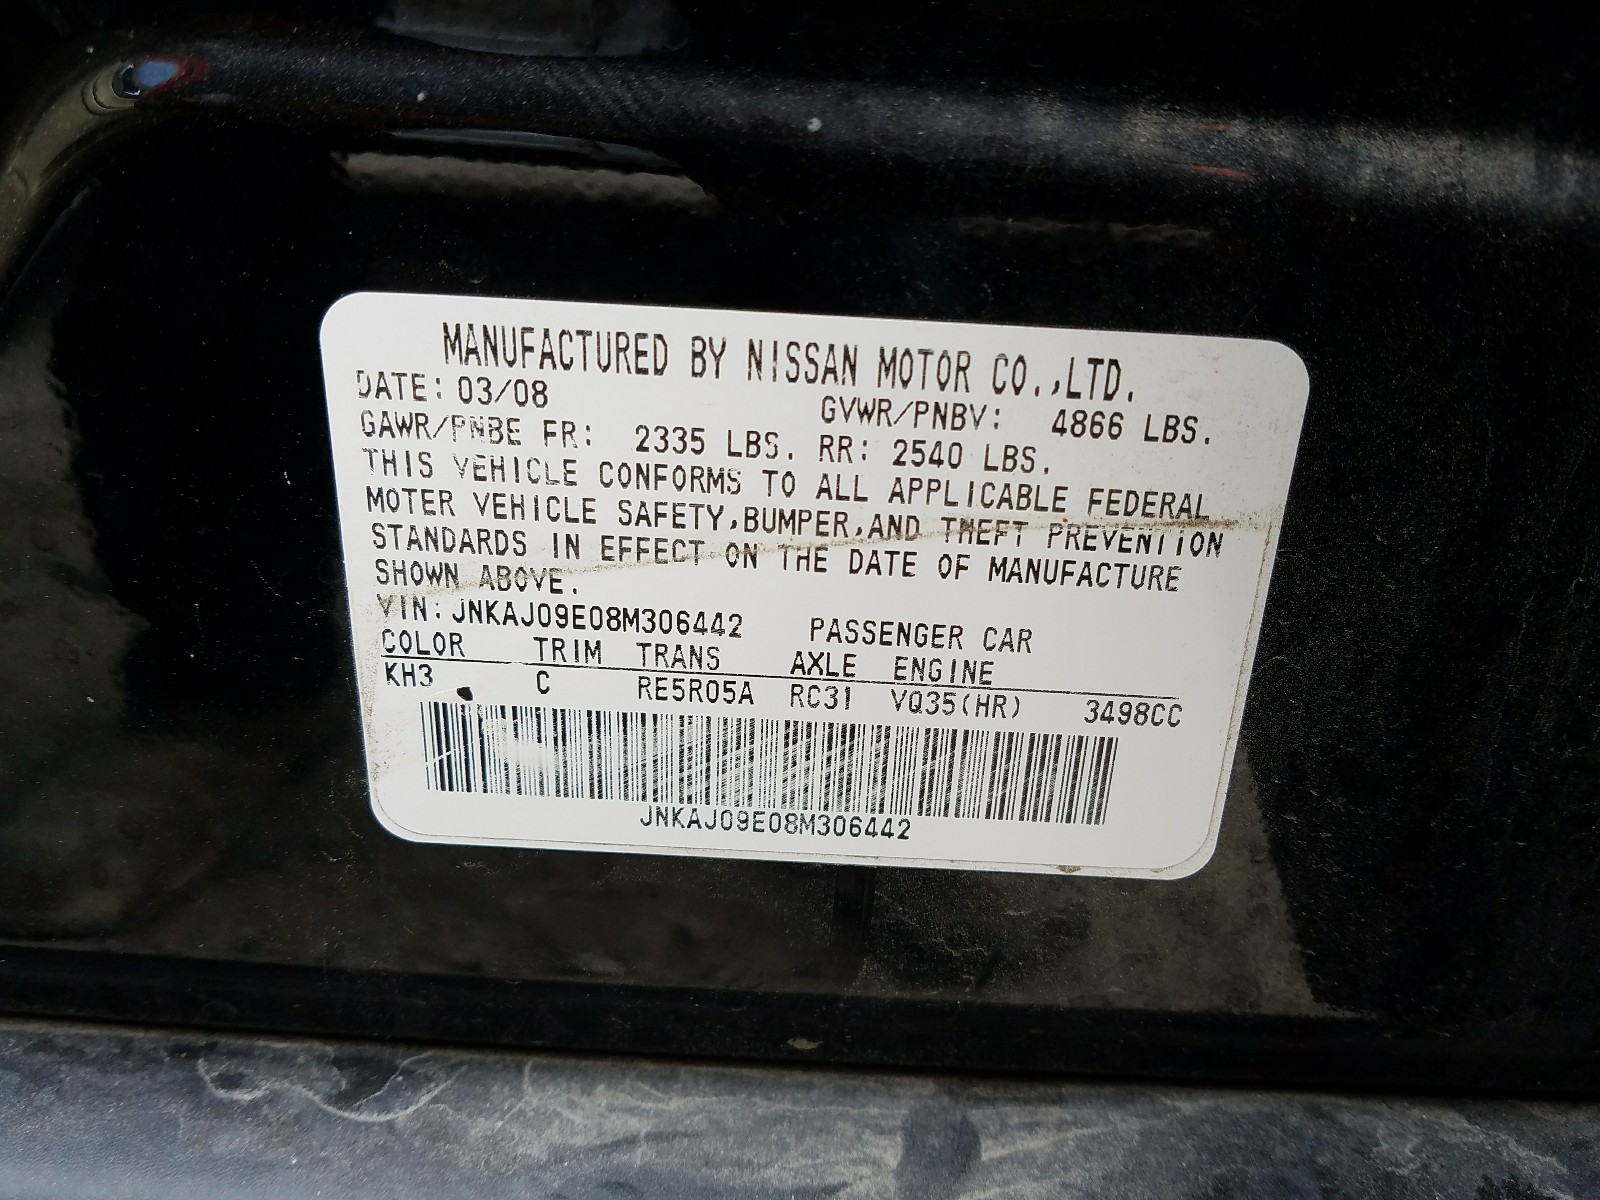 MANUFACTURED BY NISSAN MOTOR CO.,LTD.
DATE: 03/08 GVWR/PNBV: 4866 LBS.
GAWR/PNBE FR: 2335 LBS. RR: 2540 LBS.
THIS VEHICLE CONFORMS TO ALL APPLICABLE FEDERAL
MOTER VEHICLE SAFETY,BUMPER,AND THEFT PREVENTION
STANDARDS IN EFFECT ON THE DATE OF MANUFACTURE
SHOWN ABOVE.
VIN: JNKAJ09E08M306442 PASSENGER CAR
COLOR TRIM TRANS AXLE ENGINE
KH3 C RE5R05A RC31 VQ35(HR) 3498CC
JNKAJ09E08M306442